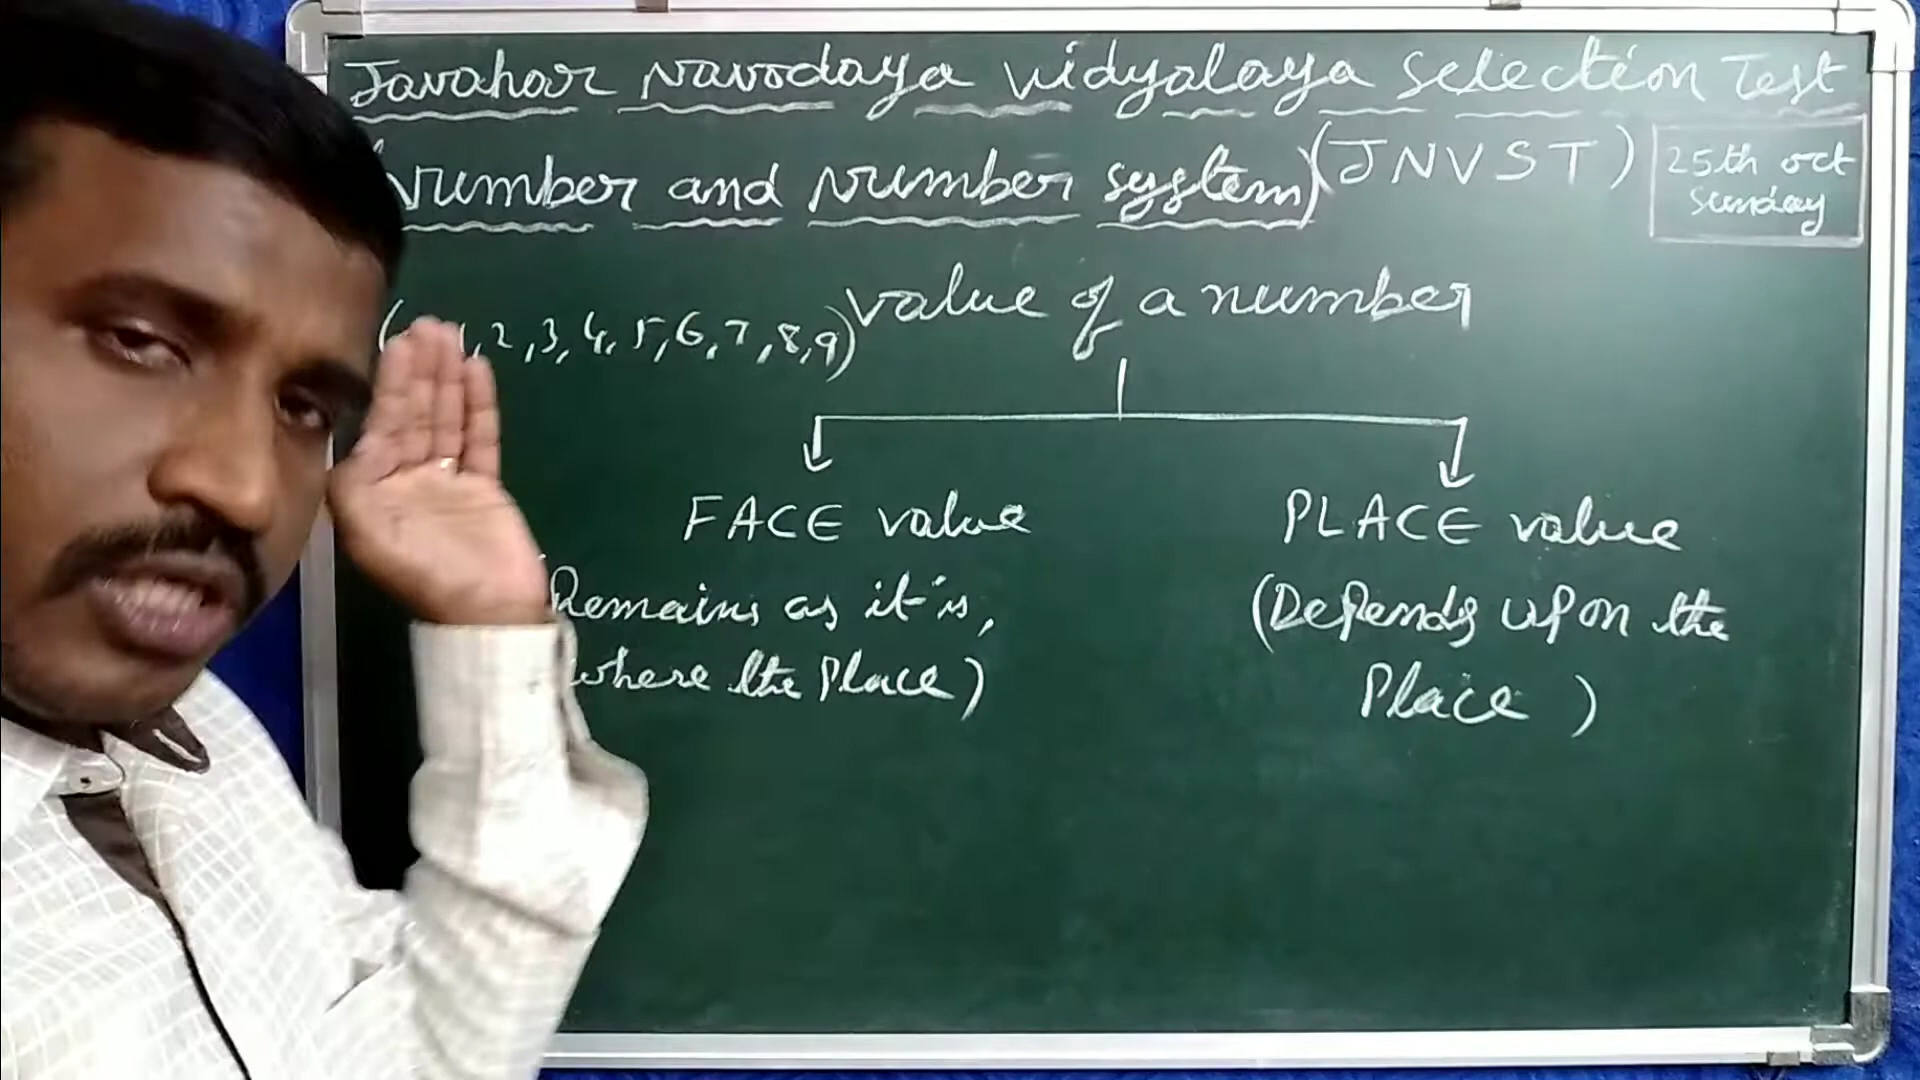 Javahar Navodaya Vidyalaya Selection Test
Number and Number system) (JNVST)
25th oct
Sunday
1,2,3,4,5,6,7,8,9)
value of a number
FACE value
Remains as it is,
where the Place)
PLACE value
(Depends upon the
Place)